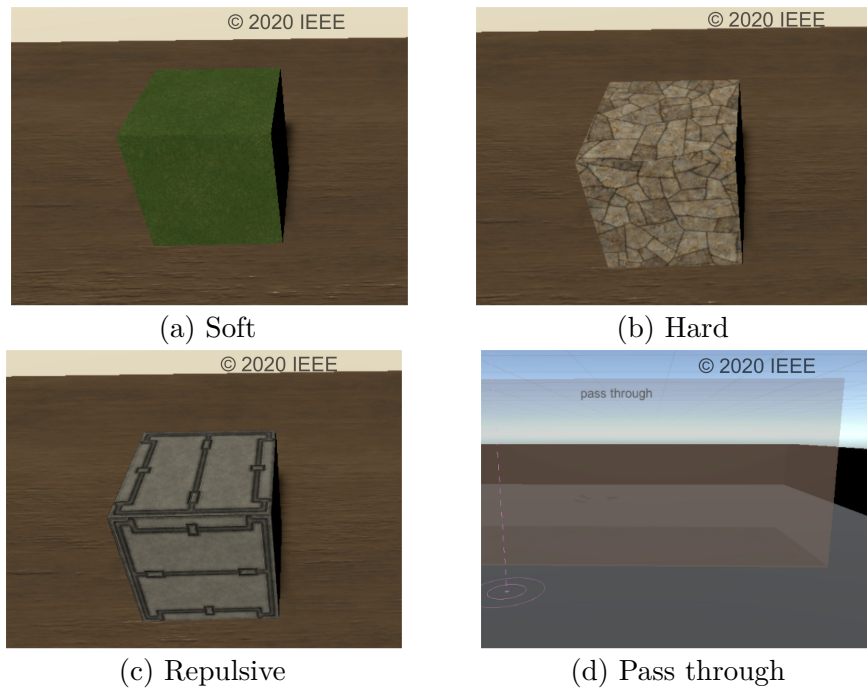 © 2020 IEEE
© 2020 IEEE
(a) Soft
(b) Hard
© 2020 IEEE
© 2020 IEEE
pass through
(c) Repulsive
(d) Pass through